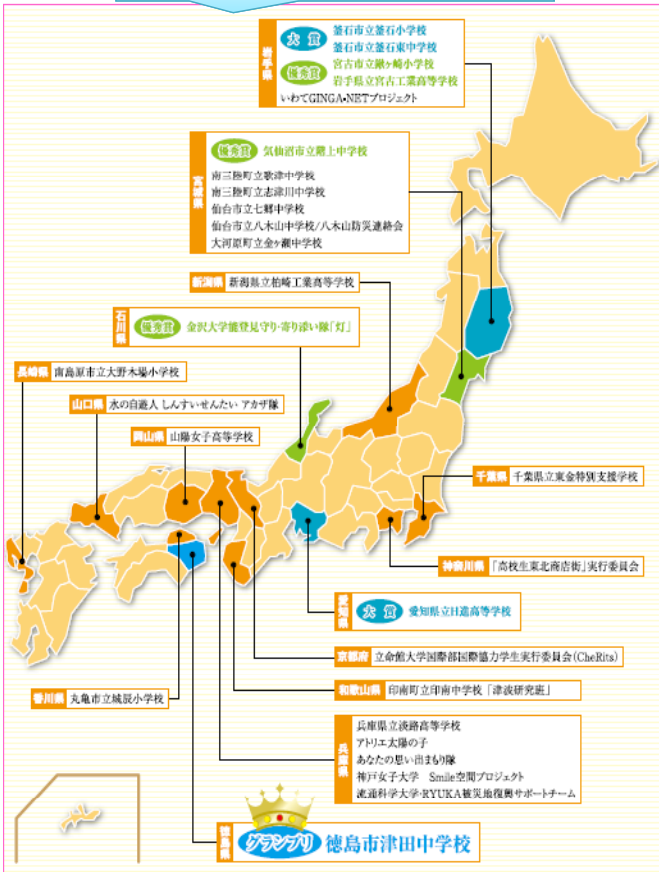 岩手県
大賞 釜石市立釜石小学校
釜石市立釜石東中学校
優秀賞 宮古市立鍬ヶ崎小学校
岩手県立宮古工業高等学校
いわてGINGA・NETプロジェクト
宮城県
優秀賞 気仙沼市立階上中学校
南三陸町立歌津中学校
南三陸町立志津川中学校
仙台市立七郷中学校
仙台市立八木山中学校/八木山防災連絡会
大河原町立金ヶ瀬中学校
新潟県 新潟県立柏崎工業高等学校
石川県
優秀賞 金沢大学能登見守り・寄り添い隊「灯」
長崎県 南島原市立大野木場小学校
山口県 水の自遊人 しんすいせんたい アカザ隊
岡山県 山陽女子高等学校
千葉県 千葉県立東金特別支援学校
神奈川県 「高校生東北商店街」実行委員会
愛知県
大賞 愛知県立日進高等学校
京都府 立命館大学国際部国際協力学生実行委員会(CheRits)
和歌山県 印南町立印南中学校「津波研究班」
香川県 丸亀市立城辰小学校
兵庫県
兵庫県立淡路高等学校
アトリエ太陽の子
あなたの思い出まもり隊
神戸女子大学 Smile空間プロジェクト
流通科学大学・RYUKA被災地復興サポートチーム
徳島県
グランプリ 徳島市津田中学校